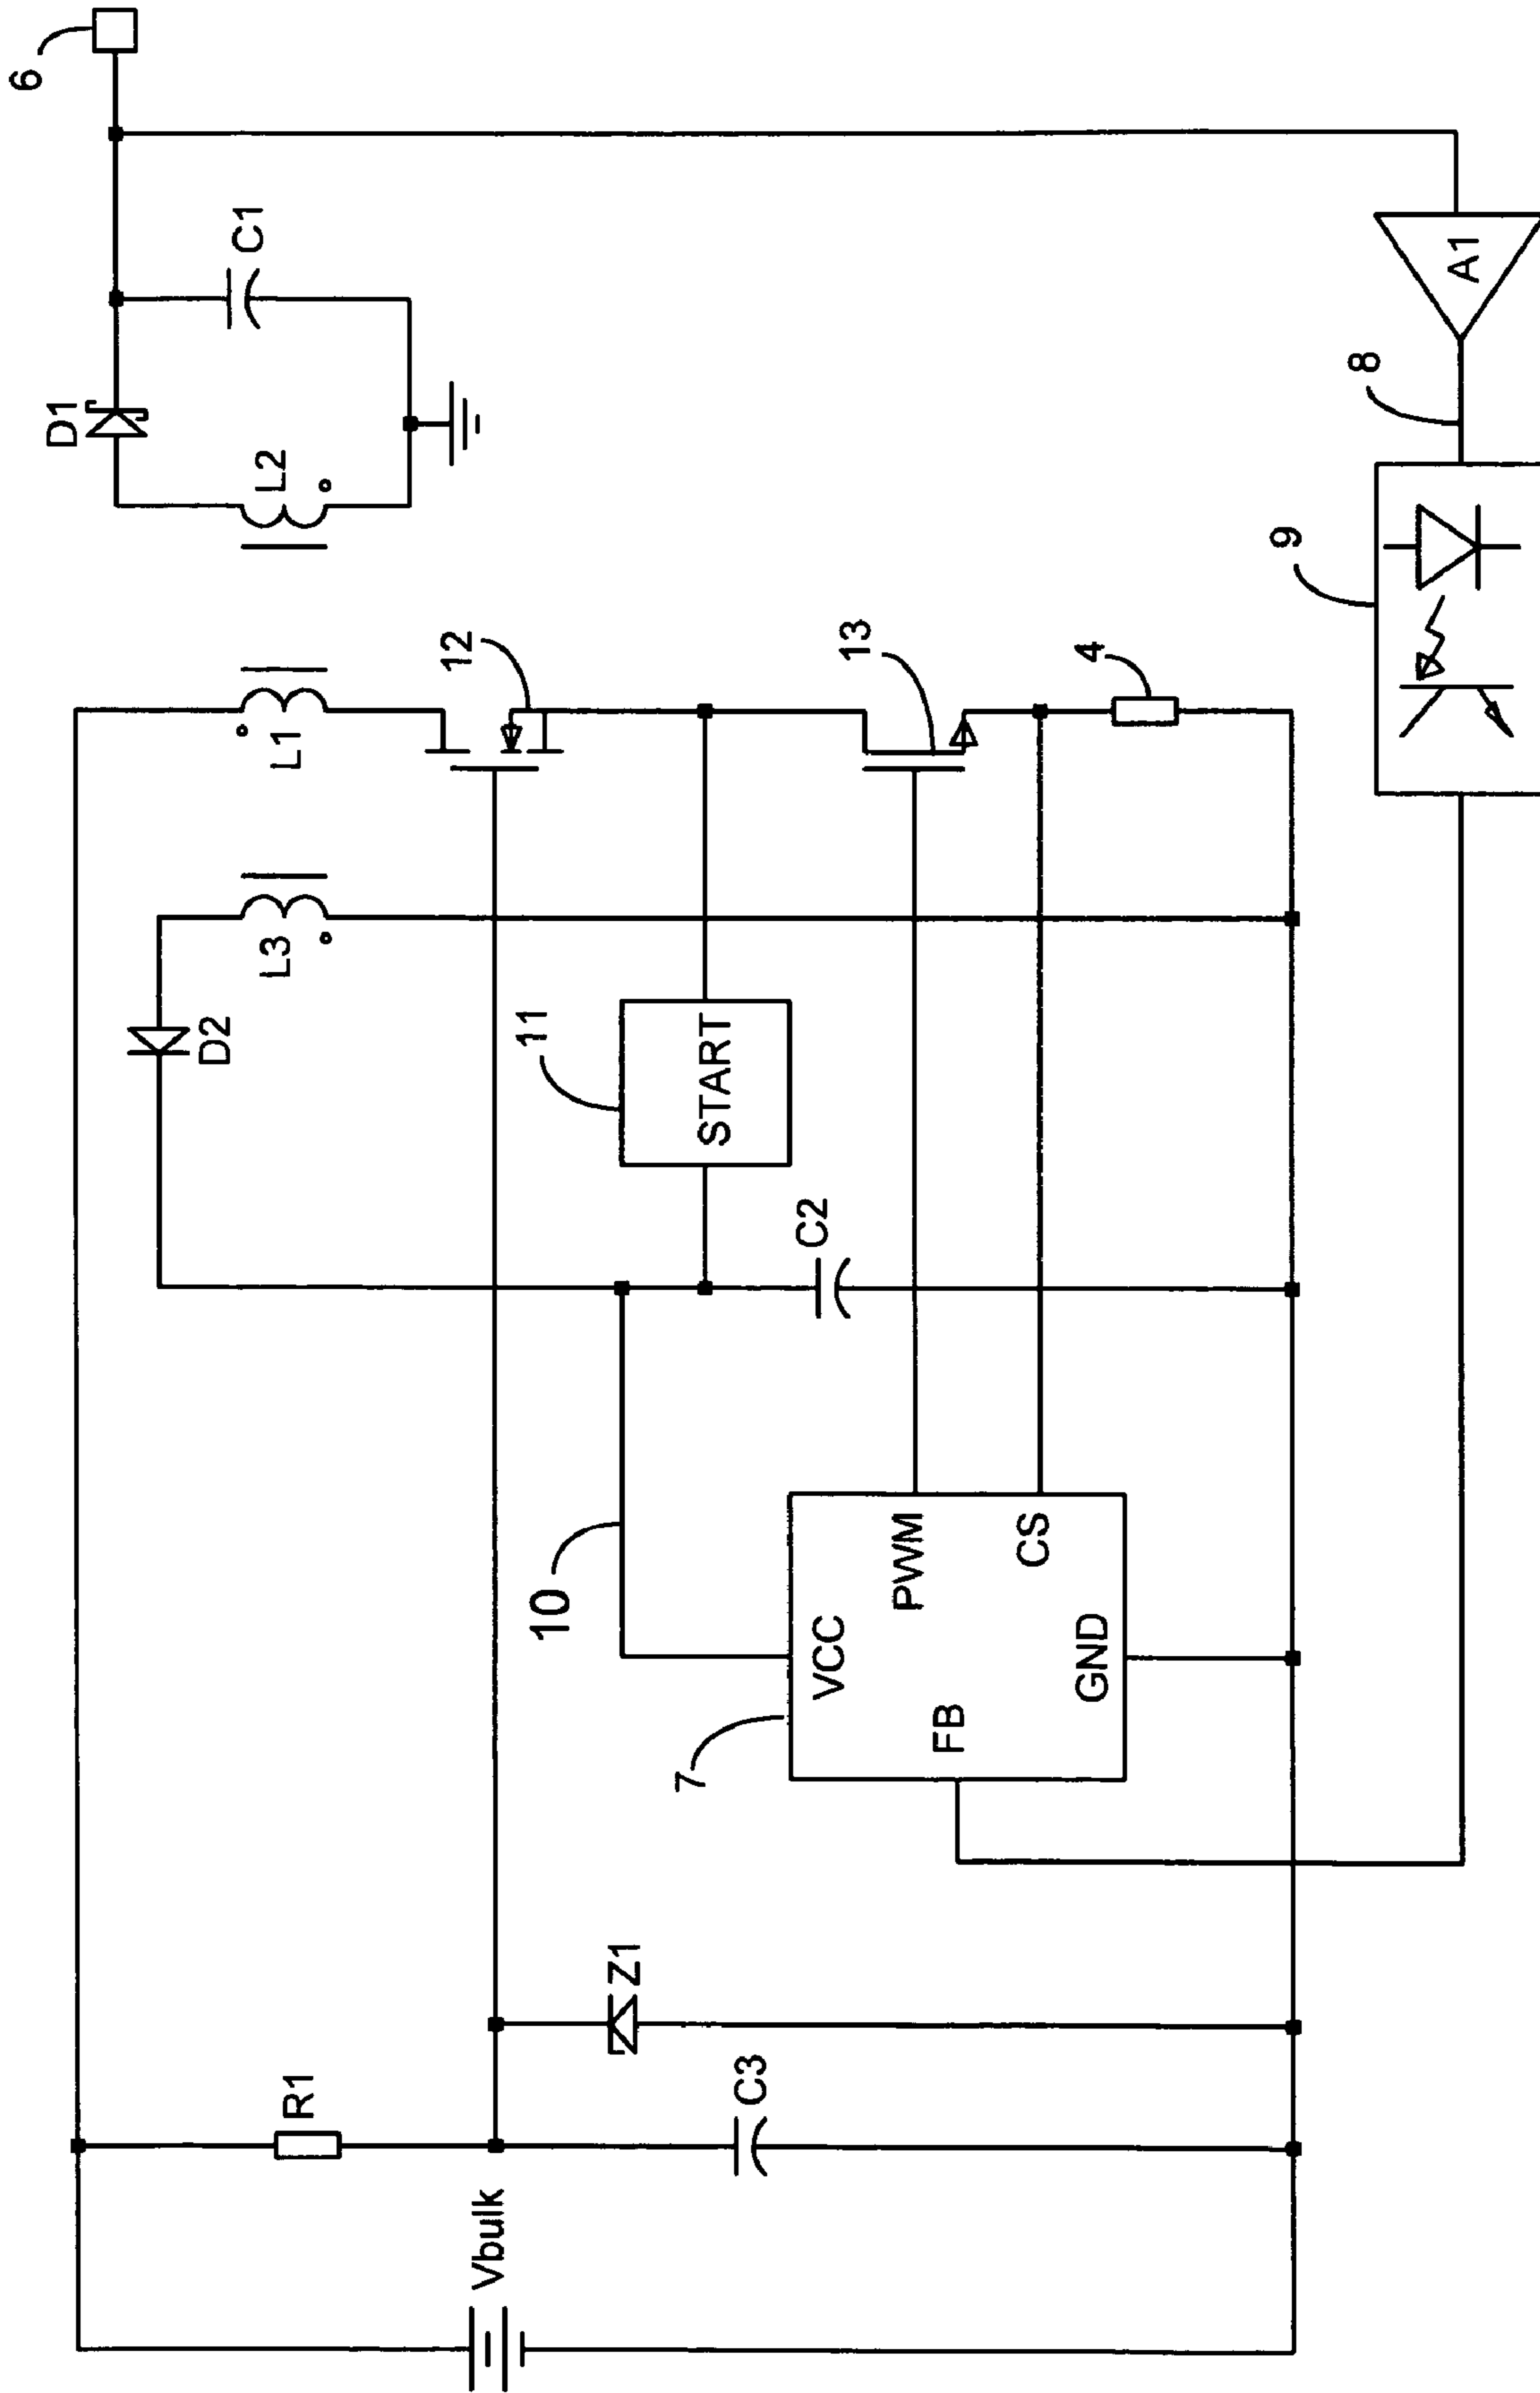 6
D1
C1
L2
L1
12
L3
D2
START
11
13
4
C2
10
7
VCC
PWM
CS
FB
GND
A1
8
9
R1
Z1
C3
Vbulk